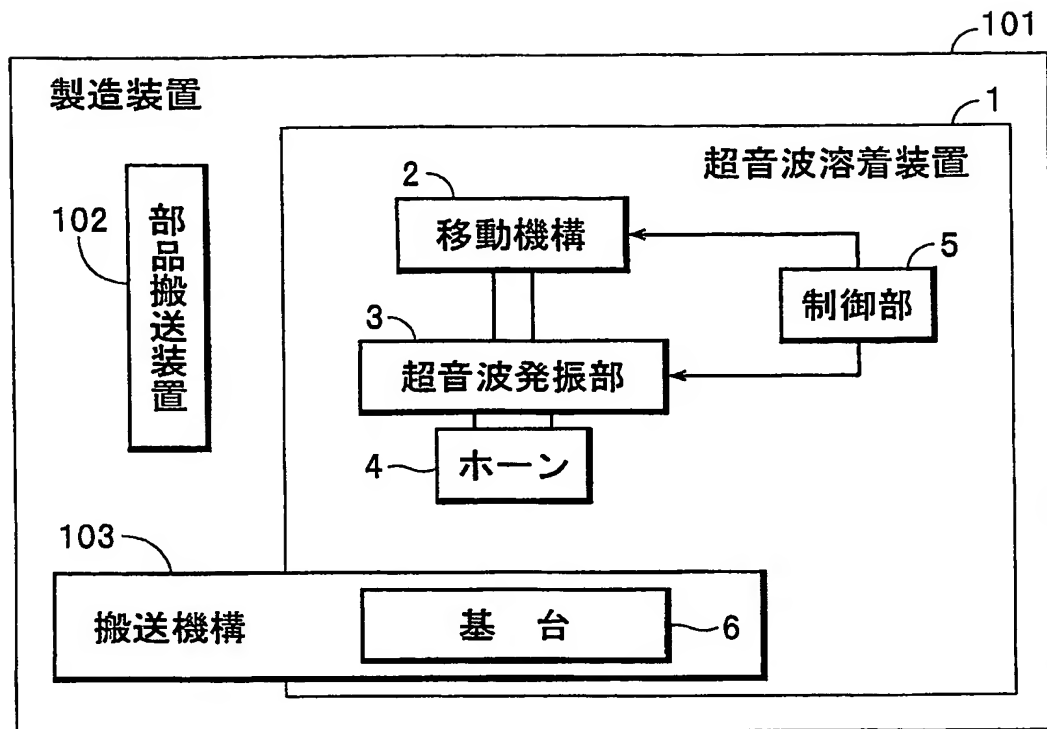 101
製造装置
1
超音波溶着装置
2
移動機構
102
部品搬送装置
5
制御部
3
超音波発振部
4
ホーン
103
搬送機構
基 台
6